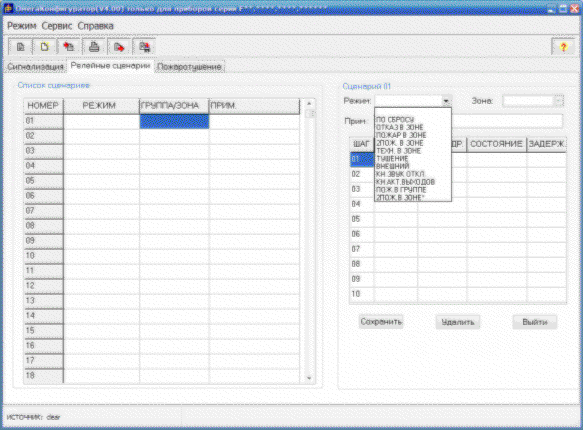 ОмегаКонфигуратор(V4.00) только для приборов серии
Режим Сервис Справка
?
Сигнализация Релейные сценарии Пожаротушение
Список сценариев
НОМЕР РЕЖИМ ГРУППА/ЗОНА ПРИМ.
01
02
03
04
05
06
07
08
09
10
11
12
13
14
15
16
17
18
Сценарий 01
Режим: Зона:
Прим:
ПО СБРОСУ
ОТКАЗ В ЗОНЕ
ПОЖАР В ЗОНЕ
2ПОЖ. В ЗОНЕ
ТЕХН. В ЗОНЕ
ТУШЕНИЕ
ВНЕШНИЙ
КН.ЗВУК ОТКЛ.
КН.АКТ.ВЫХОДОВ
ПОЖ.В ГРУППЕ
2ПОЖ.В ЗОНЕ*
ШАГ ДР СОСТОЯНИЕ ЗАДЕРЖ.
01
02
03
04
05
06
07
08
09
10
Сохранить Удалить Выйти
ИСТОЧНИК: clear